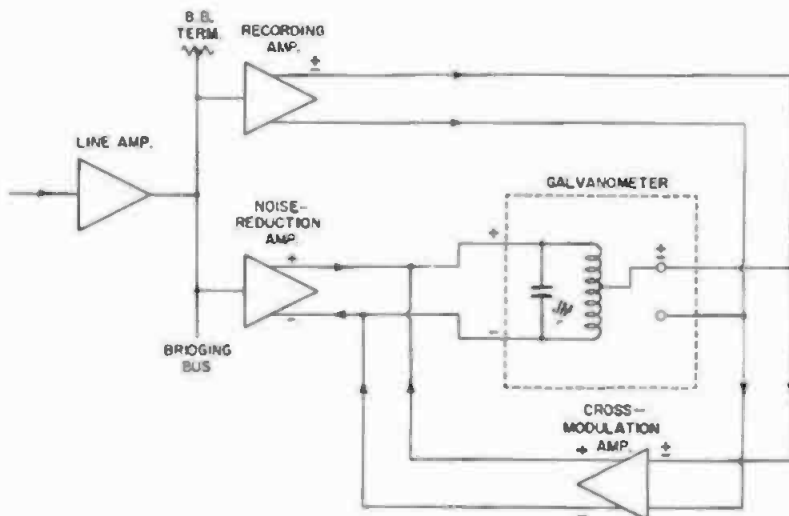 B.B.
TERM.
RECORDING
AMP.
±
LINE AMP.
GALVANOMETER
NOISE-
REDUCTION
AMP.
+
-
+
-
±
BRIDGING
BUS
CROSS-
MODULATION
AMP.
+
±
-